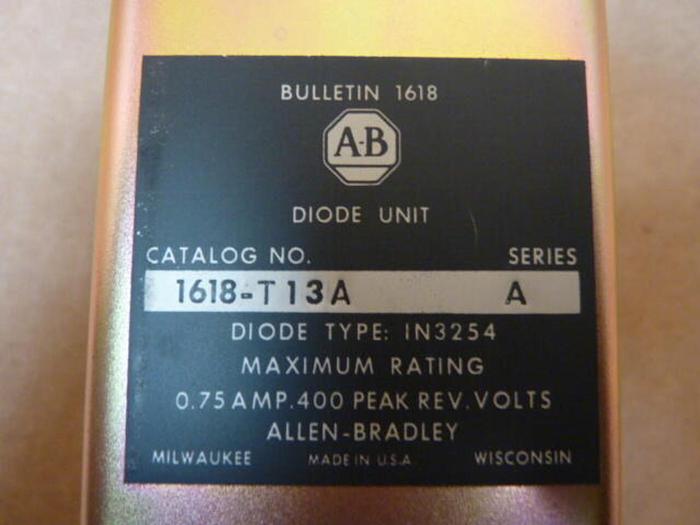 BULLETIN 1618
A-B
DIODE UNIT
CATALOG NO. SERIES
1618-T13A A
DIODE TYPE: IN3254
MAXIMUM RATING
0.75 AMP. 400 PEAK REV. VOLTS
ALLEN-BRADLEY
MILWAUKEE MADE IN U.S.A. WISCONSIN